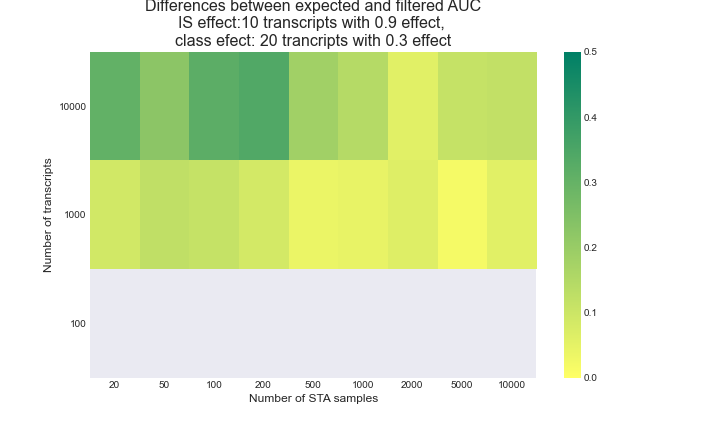 Differences between expected and filtered AUC
IS effect:10 transcripts with 0.9 effect,
class efect: 20 trancripts with 0.3 effect
Number of transcripts
10000
1000
100
20 50 100 200 500 1000 2000 5000 10000
Number of STA samples
0.5
0.4
0.3
0.2
0.1
0.0